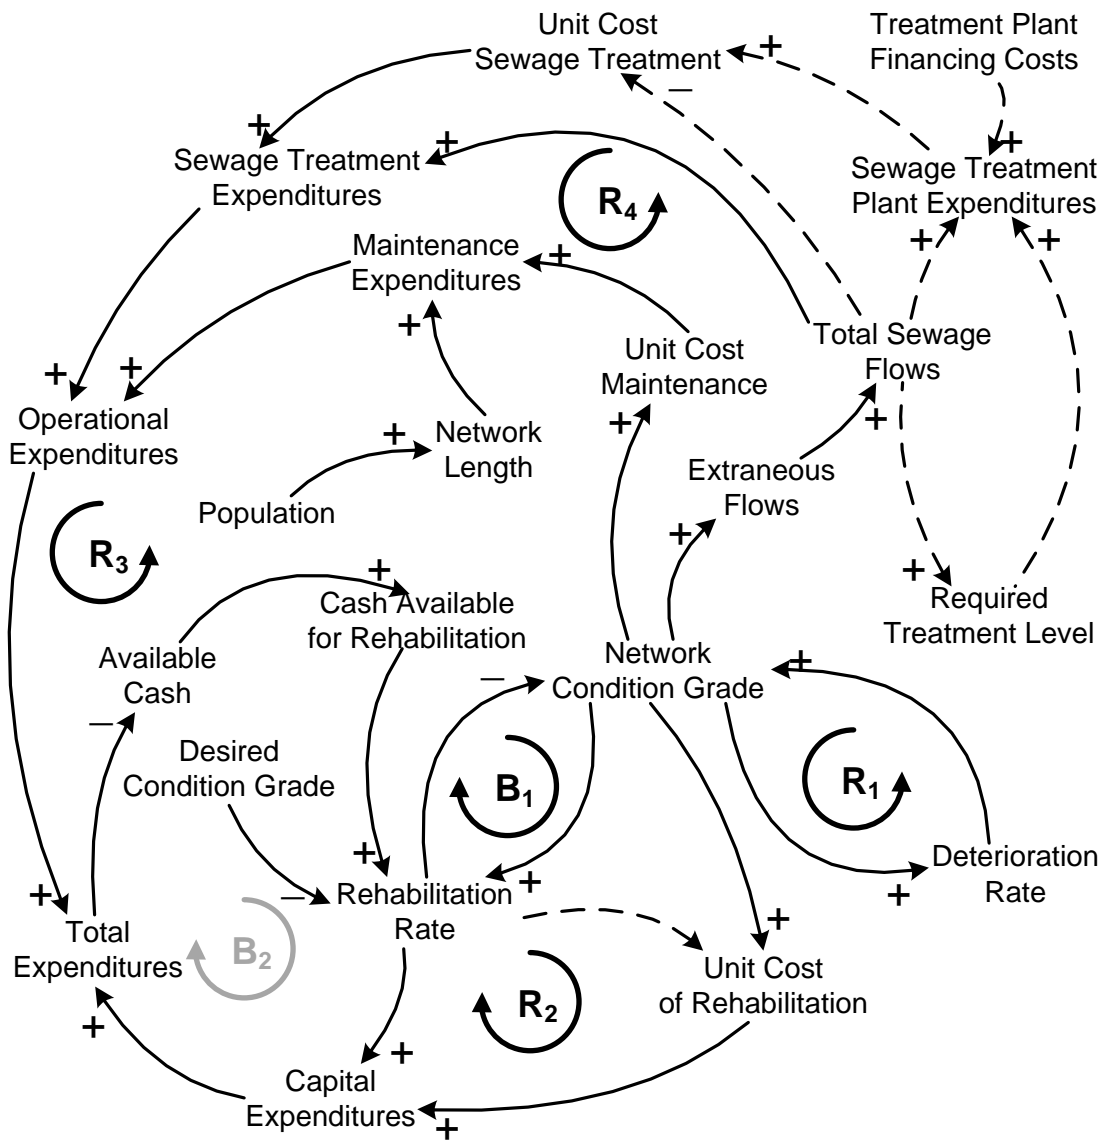 Unit Cost
Sewage Treatment
Treatment Plant
Financing Costs
+
–
+
+
+
Sewage Treatment
Expenditures
Sewage Treatment
Plant Expenditures
R4
+
+
Maintenance
Expenditures
+
+
Total Sewage
Flows
Unit Cost
Maintenance
+
+
Operational
Expenditures
+
+
+
Network
Length
Extraneous
Flows
Population
+
R3
+
+
Required
Treatment Level
Cash Available
for Rehabilitation
Available
Cash
Network
Condition Grade
+
–
–
Desired
Condition Grade
B1
R1
+
Deterioration
Rate
+
+
+
–
Rehabilitation
Rate
Total
Expenditures
B2
+
Unit Cost
of Rehabilitation
R2
+
+
Capital
Expenditures
+